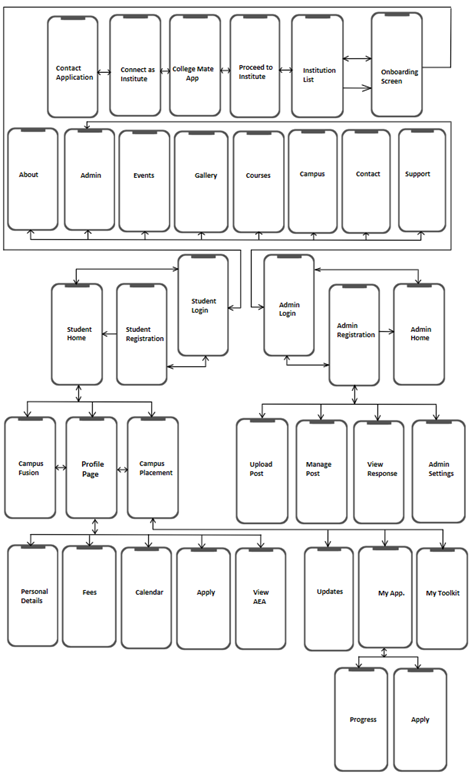 Contact
Application
Connect as
Institute
College Mate
App
Proceed to
Institute
Institution
List
Onboarding
Screen
About
Admin
Events
Gallery
Courses
Campus
Contact
Support
Student
Home
Student
Registration
Student
Login
Admin
Login
Admin
Registration
Admin
Home
Campus
Fusion
Profile
Page
Campus
Placement
Upload
Post
Manage
Post
View
Response
Admin
Settings
Personal
Details
Fees
Calendar
Apply
View
AEA
Updates
My App.
My Toolkit
Progress
Apply